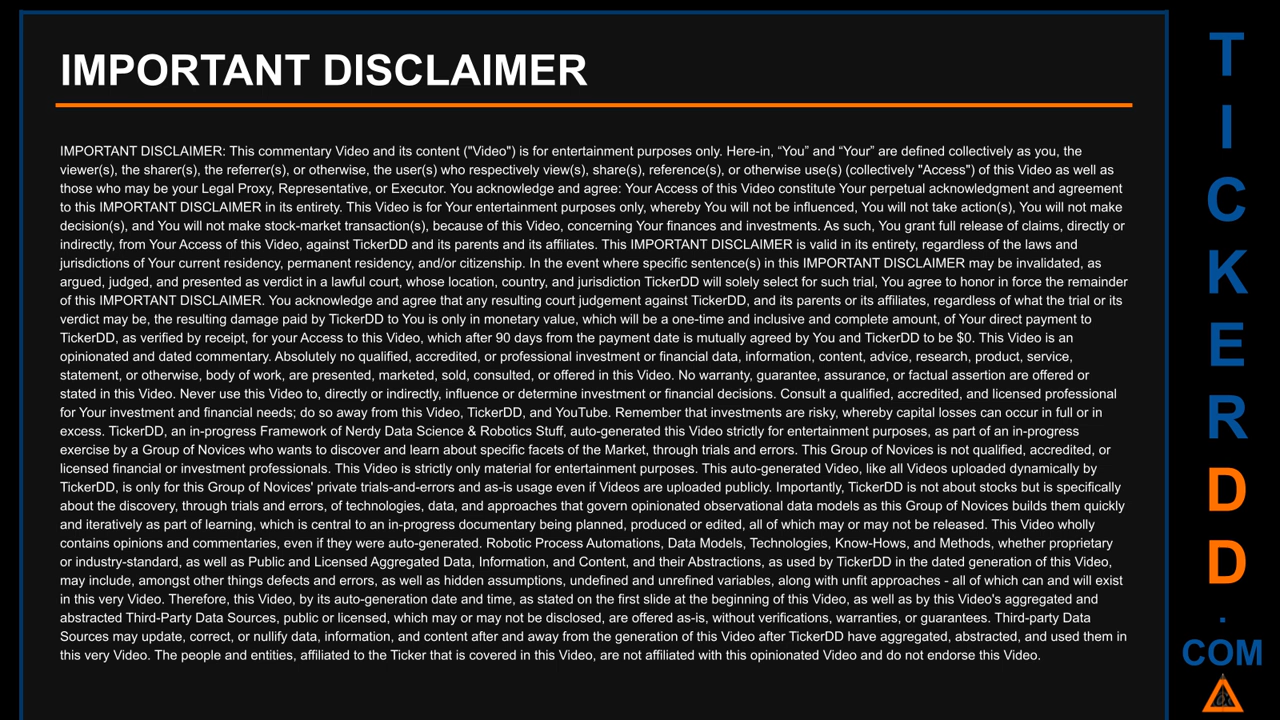 IMPORTANT DISCLAIMER
IMPORTANT DISCLAIMER: This commentary Video and its content ("Video") is for entertainment purposes only. Here-in, “You” and “Your” are defined collectively as you, the
viewer(s), the sharer(s), the referrer(s), or otherwise, the user(s) who respectively view(s), share(s), reference(s), or otherwise use(s) (collectively "Access") of this Video as well as
those who may be your Legal Proxy, Representative, or Executor. You acknowledge and agree: Your Access of this Video constitute Your perpetual acknowledgment and agreement
to this IMPORTANT DISCLAIMER in its entirety. This Video is for Your entertainment purposes only, whereby You will not be influenced, You will not take action(s), You will not make
decision(s), and You will not make stock-market transaction(s), because of this Video, concerning Your finances and investments. As such, You grant full release of claims, directly or
indirectly, from Your Access of this Video, against TickerDD and its parents and its affiliates. This IMPORTANT DISCLAIMER is valid in its entirety, regardless of the laws and
jurisdictions of Your current residency, permanent residency, and/or citizenship. In the event where specific sentence(s) in this IMPORTANT DISCLAIMER may be invalidated, as
argued, judged, and presented as verdict in a lawful court, whose location, country, and jurisdiction TickerDD will solely select for such trial, You agree to honor in force the remainder
of this IMPORTANT DISCLAIMER. You acknowledge and agree that any resulting court judgement against TickerDD, and its parents or its affiliates, regardless of what the trial or its
verdict may be, the resulting damage paid by TickerDD to You is only in monetary value, which will be a one-time and inclusive and complete amount, of Your direct payment to
TickerDD, as verified by receipt, for your Access to this Video, which after 90 days from the payment date is mutually agreed by You and TickerDD to be $0. This Video is an
opinionated and dated commentary. Absolutely no qualified, accredited, or professional investment or financial data, information, content, advice, research, product, service,
statement, or otherwise, body of work, are presented, marketed, sold, consulted, or offered in this Video. No warranty, guarantee, assurance, or factual assertion are offered or
stated in this Video. Never use this Video to, directly or indirectly, influence or determine investment or financial decisions. Consult a qualified, accredited, and licensed professional
for Your investment and financial needs; do so away from this Video, TickerDD, and YouTube. Remember that investments are risky, whereby capital losses can occur in full or in
excess. TickerDD, an in-progress Framework of Nerdy Data Science & Robotics Stuff, auto-generated this Video strictly for entertainment purposes, as part of an in-progress
exercise by a Group of Novices who wants to discover and learn about specific facets of the Market, through trials and errors. This Group of Novices is not qualified, accredited, or
licensed financial or investment professionals. This Video is strictly only material for entertainment purposes. This auto-generated Video, like all Videos uploaded dynamically by
TickerDD, is only for this Group of Novices' private trials-and-errors and as-is usage even if Videos are uploaded publicly. Importantly, TickerDD is not about stocks but is specifically
about the discovery, through trials and errors, of technologies, data, and approaches that govern opinionated observational data models as this Group of Novices builds them quickly
and iteratively as part of learning, which is central to an in-progress documentary being planned, produced or edited, all of which may or may not be released. This Video wholly
contains opinions and commentaries, even if they were auto-generated. Robotic Process Automations, Data Models, Technologies, Know-Hows, and Methods, whether proprietary
or industry-standard, as well as Public and Licensed Aggregated Data, Information, and Content, and their Abstractions, as used by TickerDD in the dated generation of this Video,
may include, amongst other things defects and errors, as well as hidden assumptions, undefined and unrefined variables, along with unfit approaches - all of which can and will exist
in this very Video. Therefore, this Video, by its auto-generation date and time, as stated on the first slide at the beginning of this Video, as well as by this Video's aggregated and
abstracted Third-Party Data Sources, public or licensed, which may or may not be disclosed, are offered as-is, without verifications, warranties, or guarantees. Third-party Data
Sources may update, correct, or nullify data, information, and content after and away from the generation of this Video after TickerDD have aggregated, abstracted, and used them in
this very Video. The people and entities, affiliated to the Ticker that is covered in this Video, are not affiliated with this opinionated Video and do not endorse this Video.
T
I
C
K
E
R
D
D
.
COM